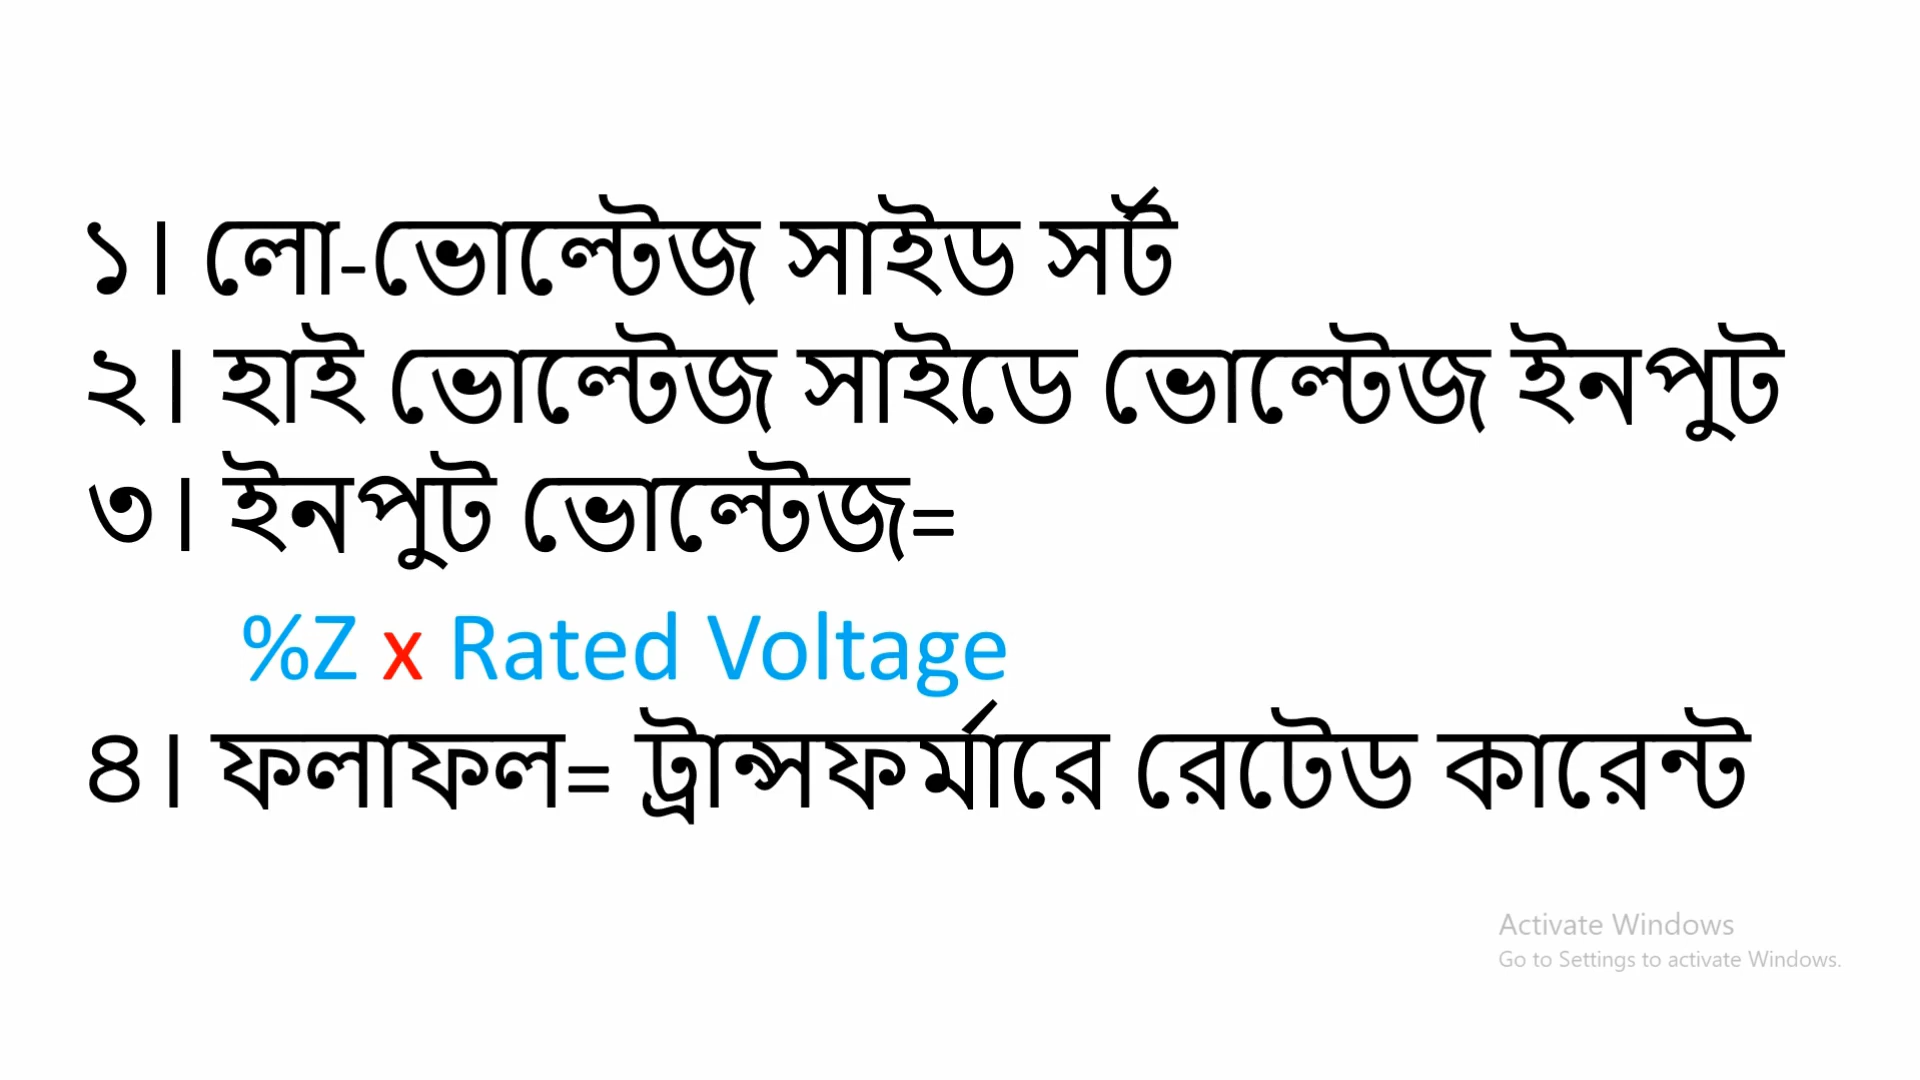 ১। লো-ভোল্টেজ সাইড সর্ট
২। হাই ভোল্টেজ সাইডে ভোল্টেজ ইনপুট
৩। ইনপুট ভোল্টেজ=
%Z x Rated Voltage
৪। ফলাফল= ট্রান্সফর্মারে রেটেড কারেন্ট
Activate Windows
Go to Settings to activate Windows.